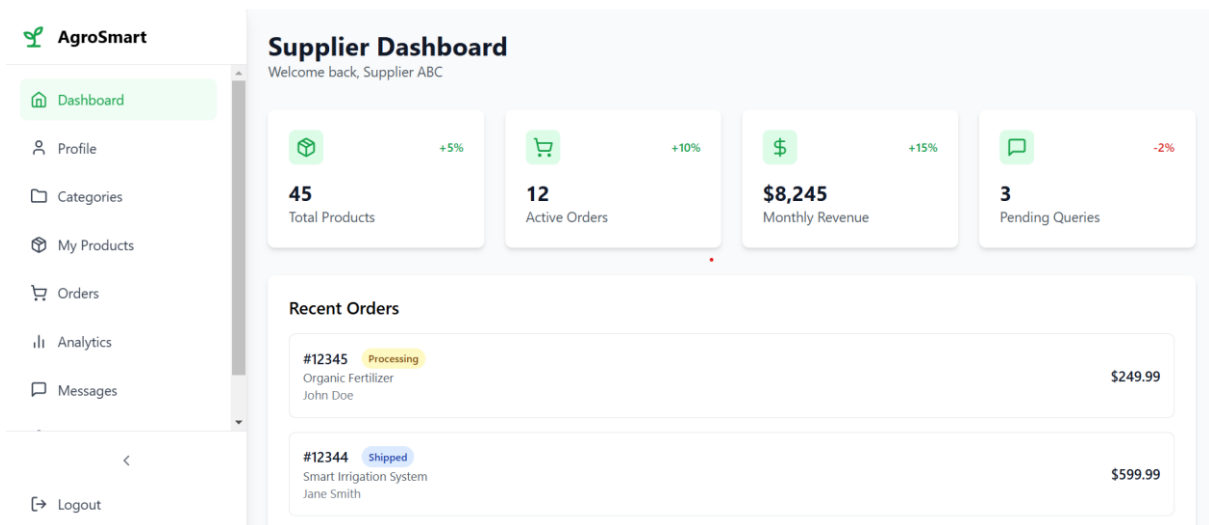 AgroSmart
Dashboard
Profile
Categories
My Products
Orders
Analytics
Messages
Logout
Supplier Dashboard
Welcome back, Supplier ABC
+5%
45
Total Products
+10%
12
Active Orders
+15%
$8,245
Monthly Revenue
-2%
3
Pending Queries
Recent Orders
#12345 Processing
Organic Fertilizer
John Doe
$249.99
#12344 Shipped
Smart Irrigation System
Jane Smith
$599.99